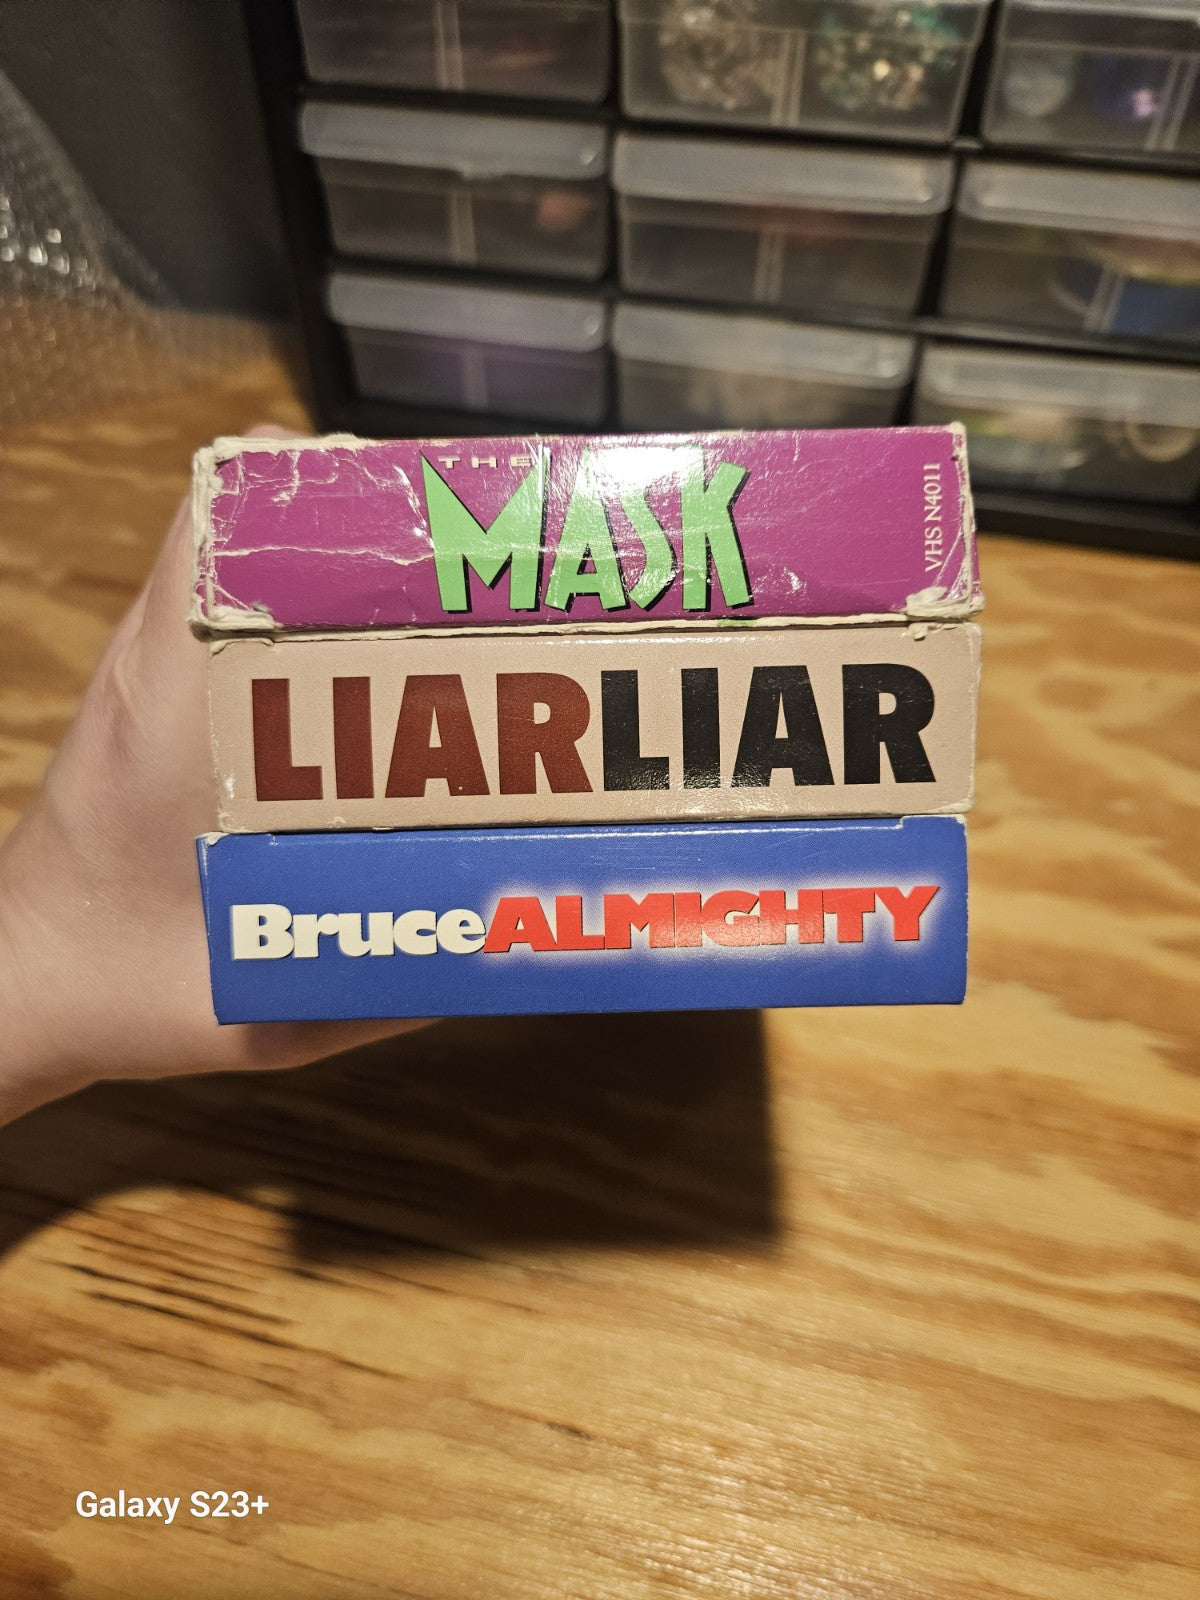 THE
MASK
VHS N4011
LIARLIAR
BruceALMIGHTY
Galaxy S23+